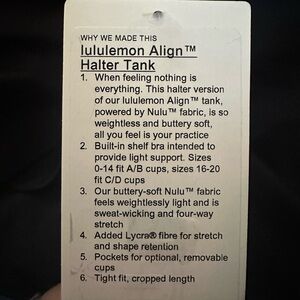 WHY WE MADE THIS
lululemon Align™
Halter Tank
1. When feeling nothing is
everything. This halter version
of our lululemon Align™ tank,
powered by Nulu™ fabric, is so
weightless and buttery soft,
all you feel is your practice
2. Built-in shelf bra intended to
provide light support. Sizes
0-14 fit A/B cups, sizes 16-20
fit C/D cups
3. Our buttery-soft Nulu™ fabric
feels weightlessly light and is
sweat-wicking and four-way
stretch
4. Added Lycra® fibre for stretch
and shape retention
5. Pockets for optional, removable
cups
6. Tight fit, cropped length